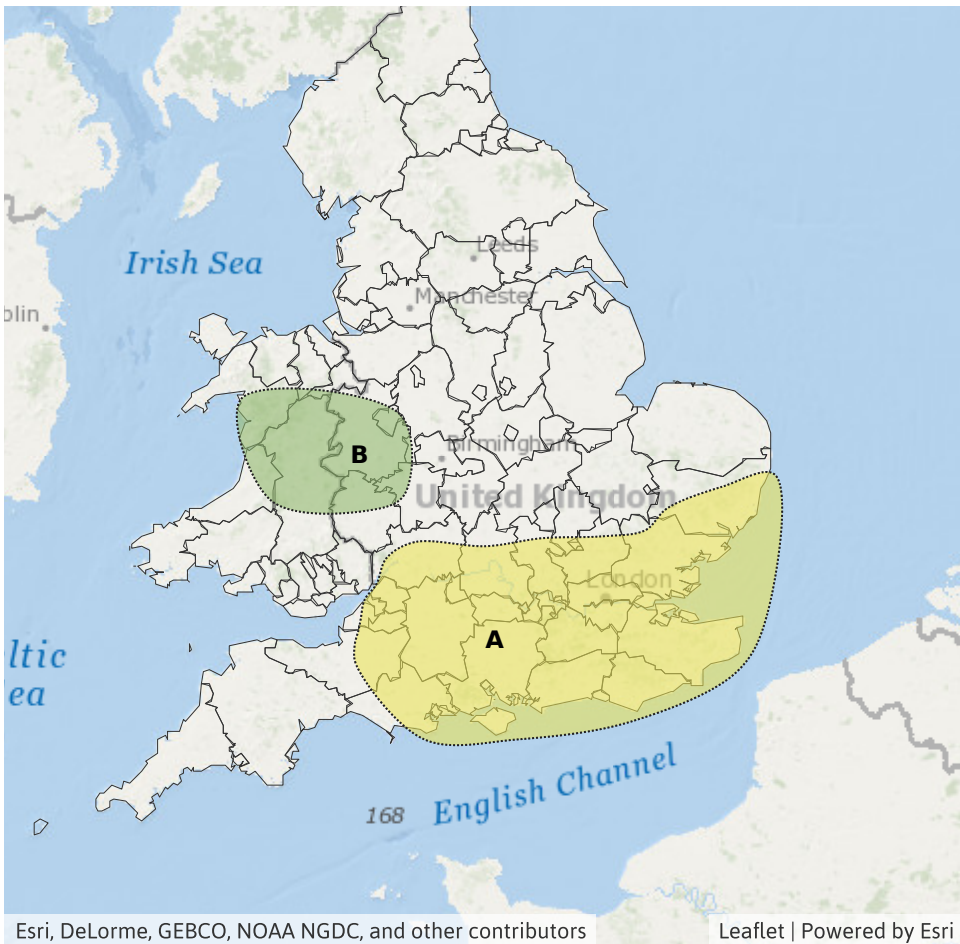 Leeds
Irish Sea
Manchester
blin
Birmingham
B
United Kingdom
London
A
ltic
ea
English Channel
168
Esri, DeLorme, GEBCO, NOAA NGDC, and other contributors
Leaflet | Powered by Esri